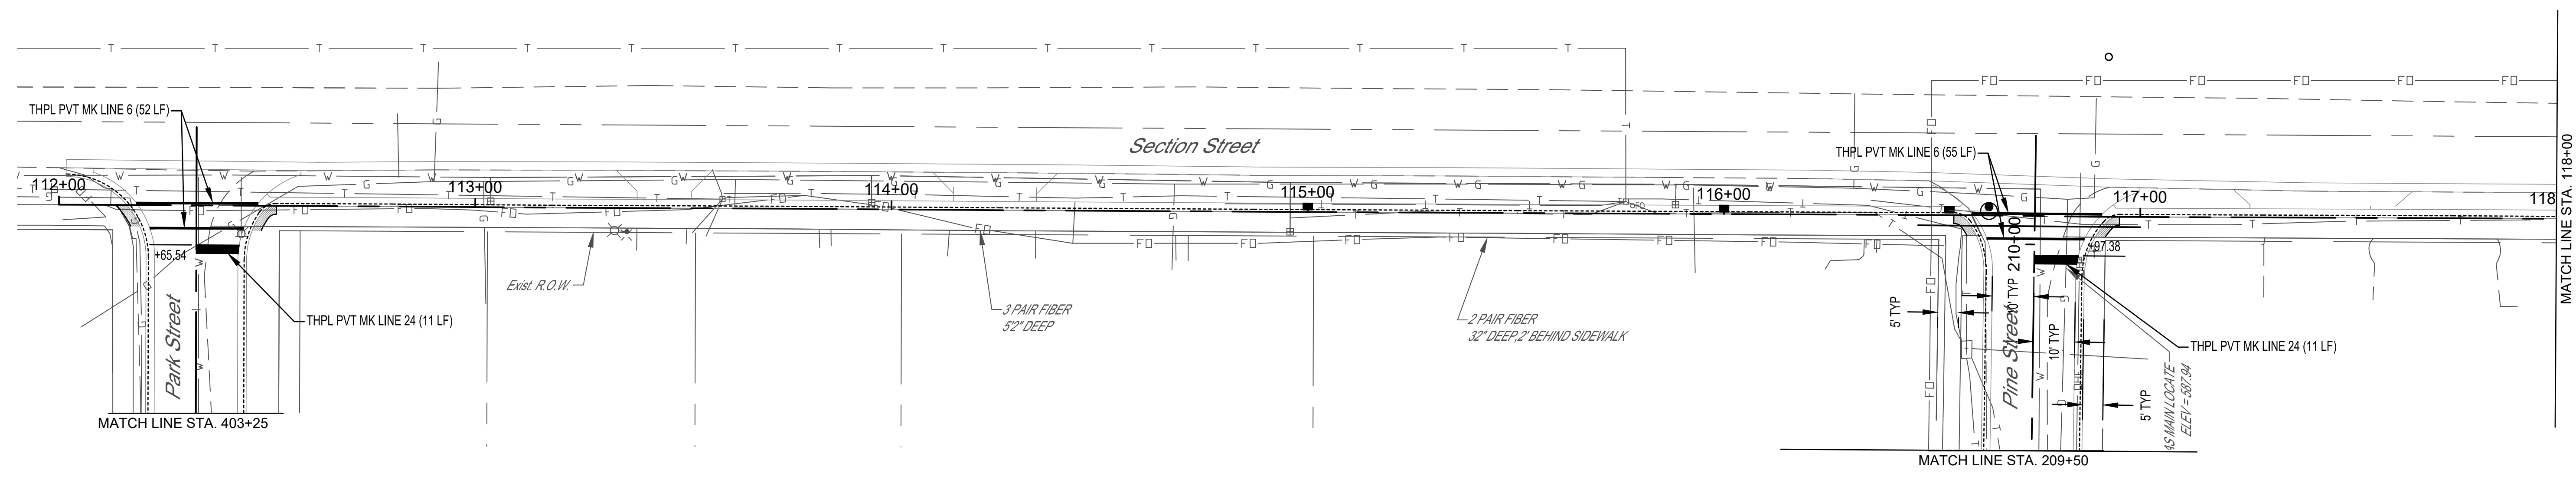 THPL PVT MK LINE 6 (52 LF)
Section Street
THPL PVT MK LINE 6 (55 LF)
112+00
113+00
114+00
115+00
116+00
117+00
118
MATCH LINE STA. 118+00
+65.54
Park Street
THPL PVT MK LINE 24 (11 LF)
MATCH LINE STA. 403+25
Exist. R.O.W.
3 PAIR FIBER
5'2" DEEP
2 PAIR FIBER
32" DEEP,2' BEHIND SIDEWALK
210+00
+97.38
5' TYP
Pine Street
10' TYP
THPL PVT MK LINE 24 (11 LF)
5' TYP
AS MAIN LOCATE
ELEV = 587.94
MATCH LINE STA. 209+50